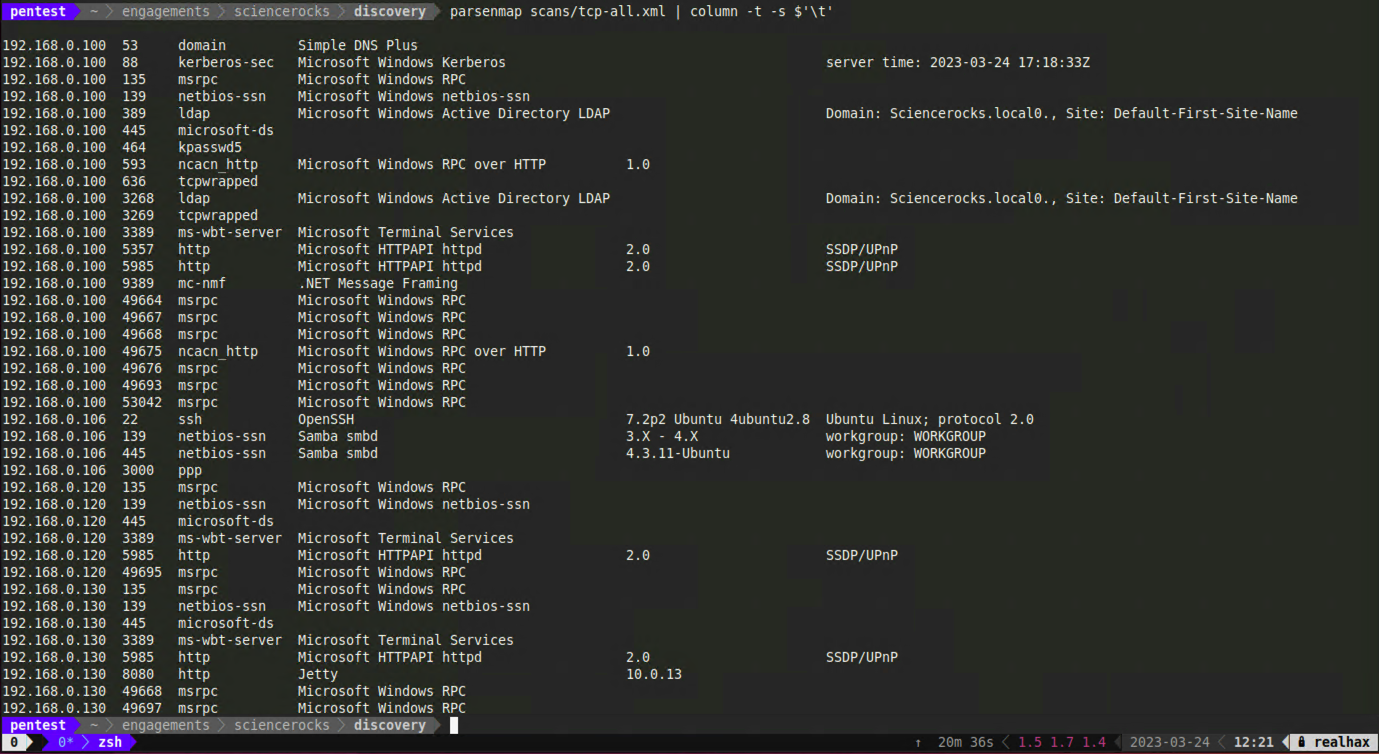 pentest ~ engagements sciencerocks discovery parsenmap scans/tcp-all.xml | column -t -s $'\t'
192.168.0.100 53 domain Simple DNS Plus
192.168.0.100 88 kerberos-sec Microsoft Windows Kerberos server time: 2023-03-24 17:18:33Z
192.168.0.100 135 msrpc Microsoft Windows RPC
192.168.0.100 139 netbios-ssn Microsoft Windows netbios-ssn
192.168.0.100 389 ldap Microsoft Windows Active Directory LDAP Domain: Sciencerocks.local0., Site: Default-First-Site-Name
192.168.0.100 445 microsoft-ds
192.168.0.100 464 kpasswd5
192.168.0.100 593 ncacn_http Microsoft Windows RPC over HTTP 1.0
192.168.0.100 636 tcpwrapped
192.168.0.100 3268 ldap Microsoft Windows Active Directory LDAP Domain: Sciencerocks.local0., Site: Default-First-Site-Name
192.168.0.100 3269 tcpwrapped
192.168.0.100 3389 ms-wbt-server Microsoft Terminal Services
192.168.0.100 5357 http Microsoft HTTPAPI httpd 2.0 SSDP/UPnP
192.168.0.100 5985 http Microsoft HTTPAPI httpd 2.0 SSDP/UPnP
192.168.0.100 9389 mc-nmf .NET Message Framing
192.168.0.100 49664 msrpc Microsoft Windows RPC
192.168.0.100 49667 msrpc Microsoft Windows RPC
192.168.0.100 49668 msrpc Microsoft Windows RPC
192.168.0.100 49675 ncacn_http Microsoft Windows RPC over HTTP 1.0
192.168.0.100 49676 msrpc Microsoft Windows RPC
192.168.0.100 49693 msrpc Microsoft Windows RPC
192.168.0.100 53042 msrpc Microsoft Windows RPC
192.168.0.106 22 ssh OpenSSH 7.2p2 Ubuntu 4ubuntu2.8 Ubuntu Linux; protocol 2.0
192.168.0.106 139 netbios-ssn Samba smbd 3.X - 4.X workgroup: WORKGROUP
192.168.0.106 445 netbios-ssn Samba smbd 4.3.11-Ubuntu workgroup: WORKGROUP
192.168.0.106 3000 ppp
192.168.0.120 135 msrpc Microsoft Windows RPC
192.168.0.120 139 netbios-ssn Microsoft Windows netbios-ssn
192.168.0.120 445 microsoft-ds
192.168.0.120 3389 ms-wbt-server Microsoft Terminal Services
192.168.0.120 5985 http Microsoft HTTPAPI httpd 2.0 SSDP/UPnP
192.168.0.120 49695 msrpc Microsoft Windows RPC
192.168.0.130 135 msrpc Microsoft Windows RPC
192.168.0.130 139 netbios-ssn Microsoft Windows netbios-ssn
192.168.0.130 445 microsoft-ds
192.168.0.130 3389 ms-wbt-server Microsoft Terminal Services
192.168.0.130 5985 http Microsoft HTTPAPI httpd 2.0 SSDP/UPnP
192.168.0.130 8080 http Jetty 10.0.13
192.168.0.130 49668 msrpc Microsoft Windows RPC
192.168.0.130 49697 msrpc Microsoft Windows RPC
pentest ~ engagements sciencerocks discovery
0 0* zsh ↑ 20m 36s 1.5 1.7 1.4 2023-03-24 12:21 realhax